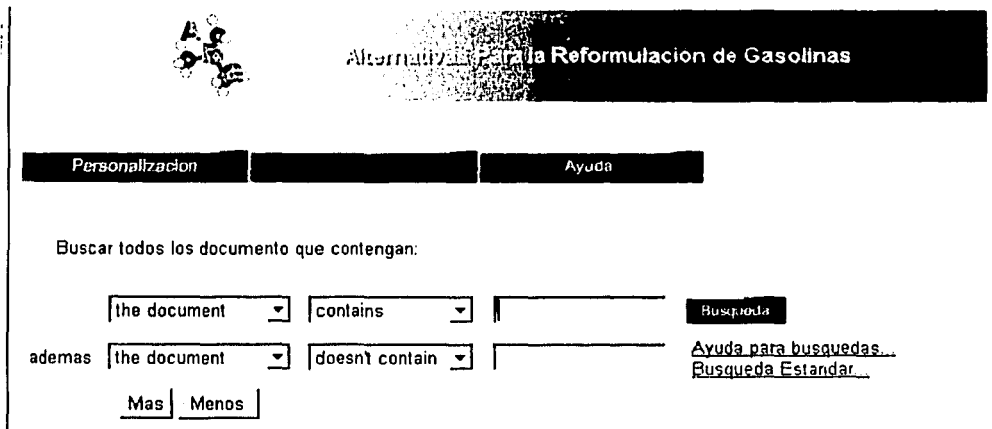 Alternativas Para la Reformulación de Gasolinas
Personalizacion Ayuda
Buscar todos los documento que contengan:
the document contains Busqueda
ademas the document doesn't contain Ayuda para busquedas...
Busqueda Estandar...
Mas Menos